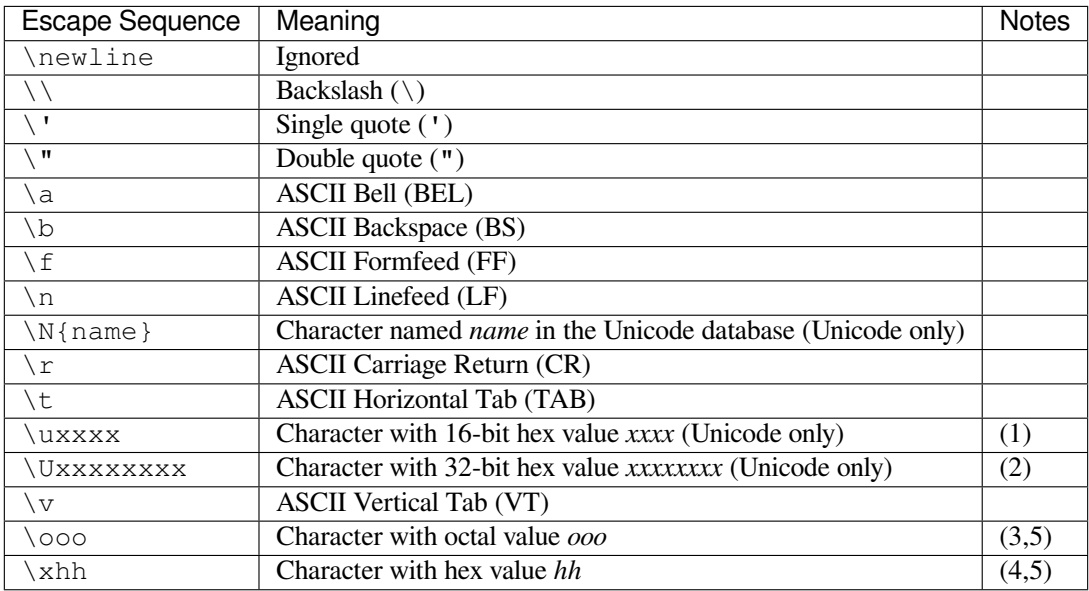 Escape Sequence Meaning Notes
\newline Ignored
\\ Backslash (\)
\' Single quote (')
\" Double quote (")
\a ASCII Bell (BEL)
\b ASCII Backspace (BS)
\f ASCII Formfeed (FF)
\n ASCII Linefeed (LF)
\N{name} Character named name in the Unicode database (Unicode only)
\r ASCII Carriage Return (CR)
\t ASCII Horizontal Tab (TAB)
\uxxxx Character with 16-bit hex value xxxx (Unicode only) (1)
\Uxxxxxxxx Character with 32-bit hex value xxxxxxxx (Unicode only) (2)
\v ASCII Vertical Tab (VT)
\ooo Character with octal value ooo (3,5)
\xhh Character with hex value hh (4,5)